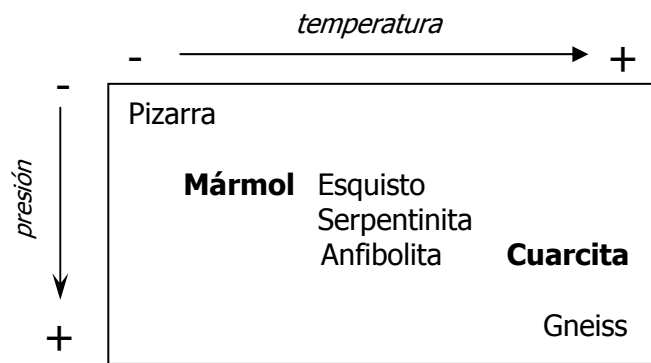 temperatura
- +
-
Pizarra
Mármol Esquisto
Serpentinita
Anfibolita Cuarcita
presión
Gneiss
+